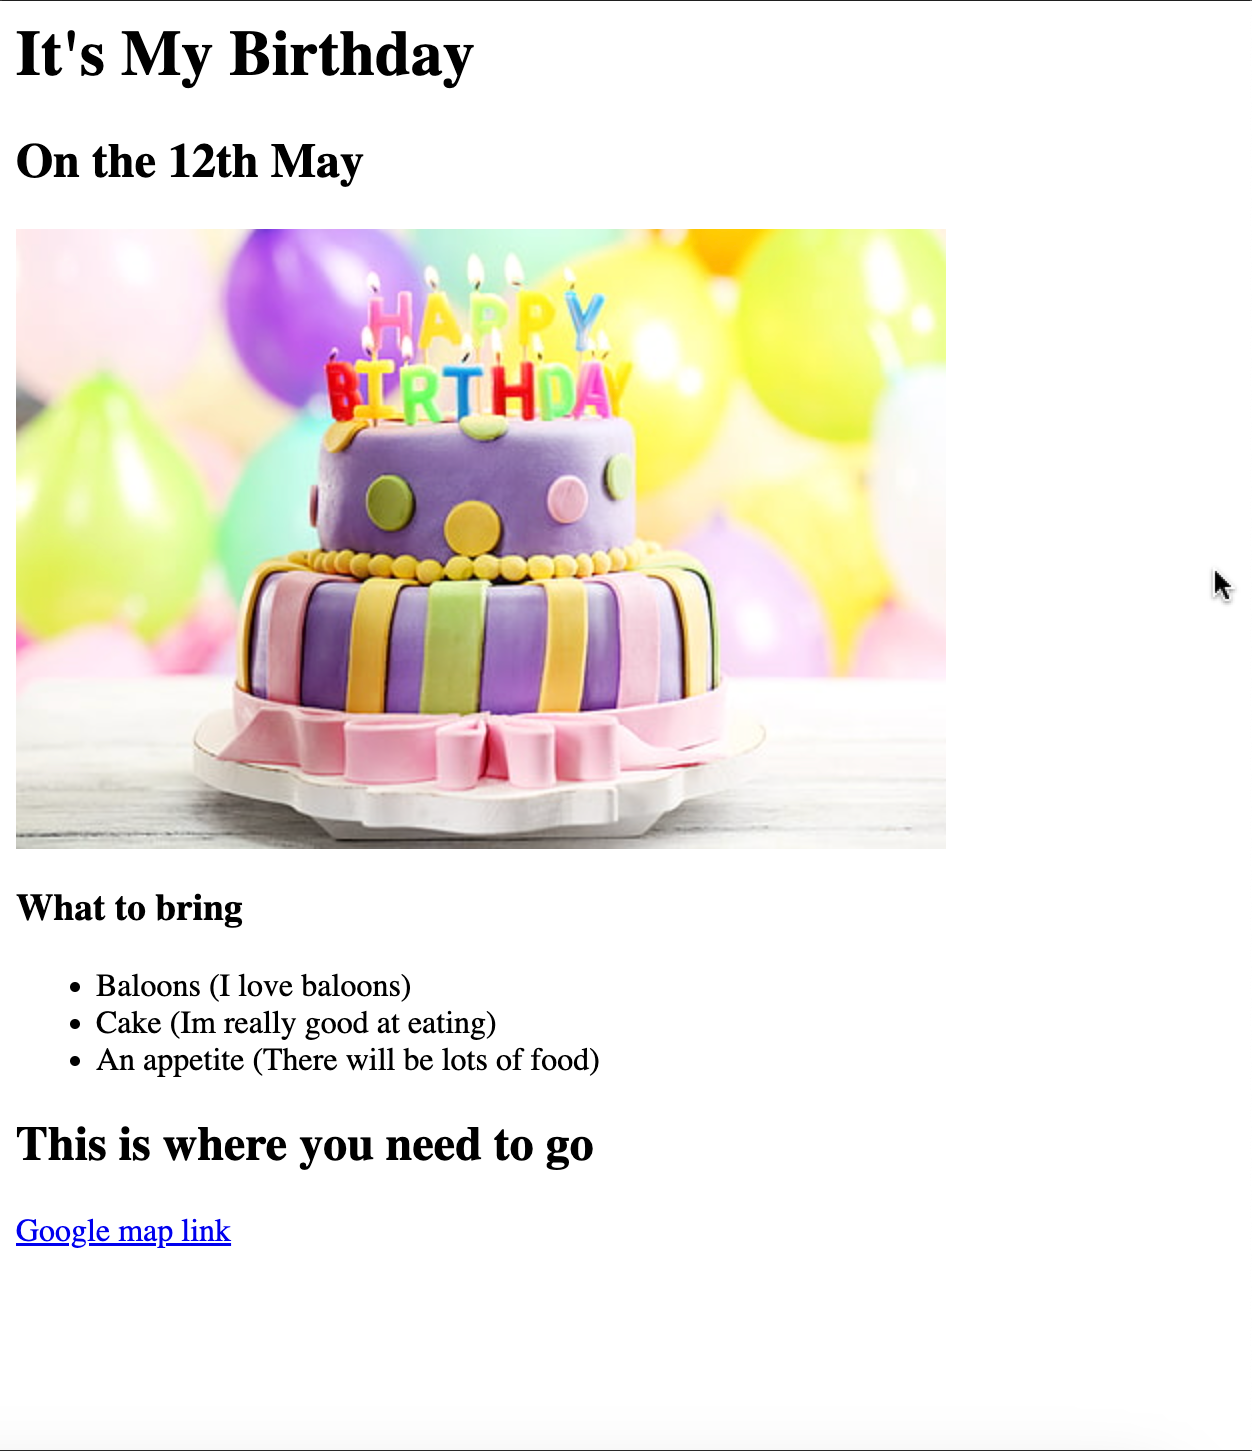 It's My Birthday
On the 12th May
HAPPY
BIRTHDAY
What to bring
Baloons (I love baloons)
Cake (Im really good at eating)
An appetite (There will be lots of food)
This is where you need to go
Google map link